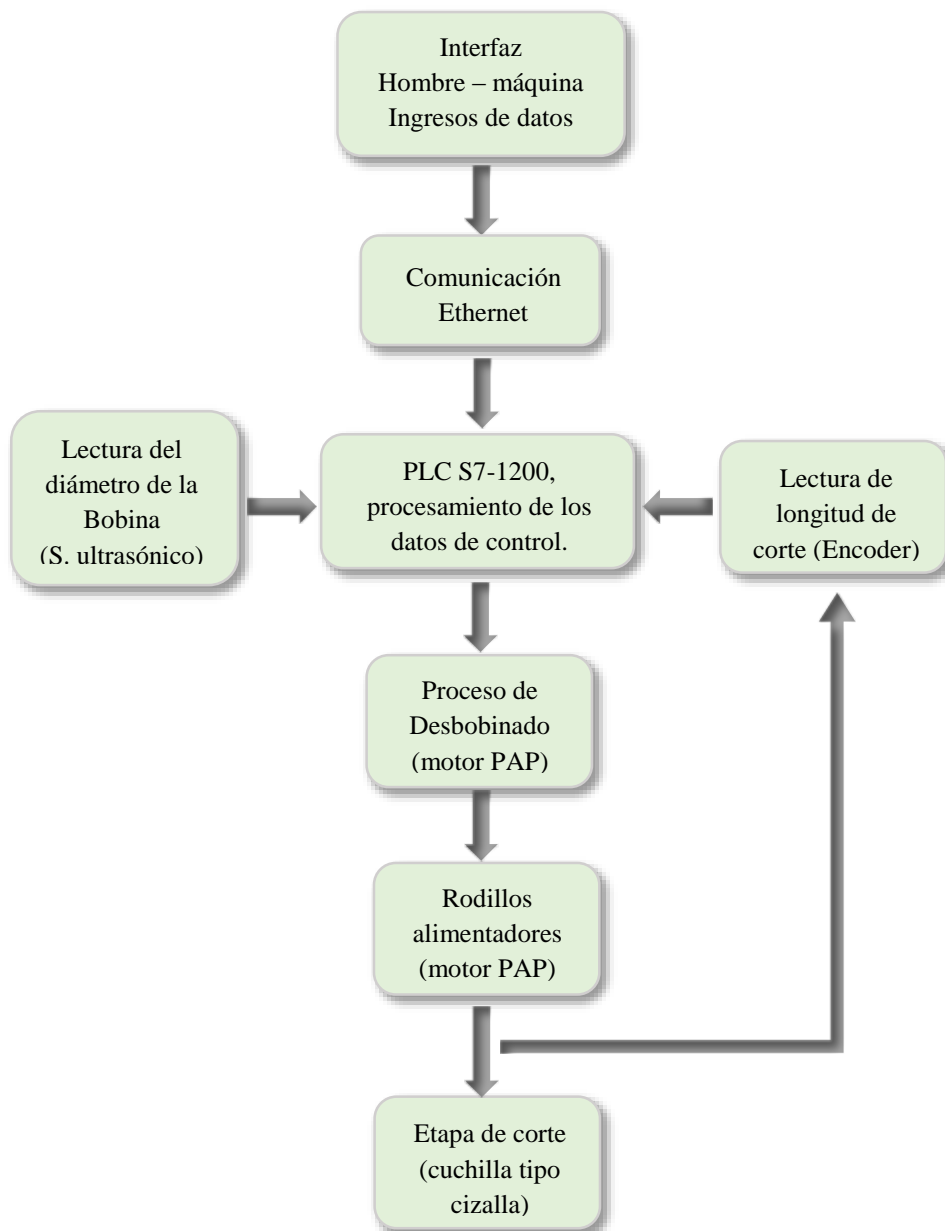 Interfaz
Hombre – máquina
Ingresos de datos
Comunicación
Ethernet
Lectura del
diámetro de la
Bobina
(S. ultrasónico)
PLC S7-1200,
procesamiento de los
datos de control.
Lectura de
longitud de
corte (Encoder)
Proceso de
Desbobinado
(motor PAP)
Rodillos
alimentadores
(motor PAP)
Etapa de corte
(cuchilla tipo
cizalla)